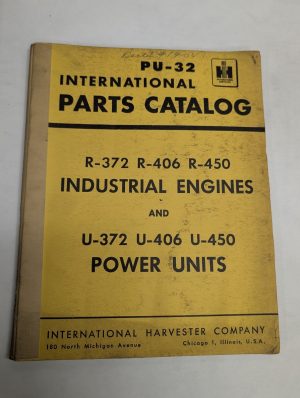 PU-32
INTERNATIONAL
PARTS CATALOG
R-372 R-406 R-450
INDUSTRIAL ENGINES
AND
U-372 U-406 U-450
POWER UNITS
INTERNATIONAL HARVESTER COMPANY
180 North Michigan Avenue Chicago 1, Illinois, U.S.A.